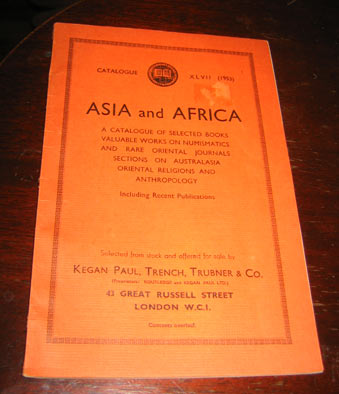 CATALOGUE XLVII (1955)
ASIA and AFRICA
A CATALOGUE OF SELECTED BOOKS
VALUABLE WORKS ON NUMISMATICS
AND RARE ORIENTAL JOURNALS
SECTIONS ON AUSTRALASIA
ORIENTAL RELIGIONS AND
ANTHROPOLOGY
Including Recent Publications
Selected from stock and offered for sale by
KEGAN PAUL, TRENCH, TRUBNER & Co.
(Proprietors: ROUTLEDGE and KEGAN PAUL LTD.)
43 GREAT RUSSELL STREET
LONDON W.C.1.
Contents overleaf.